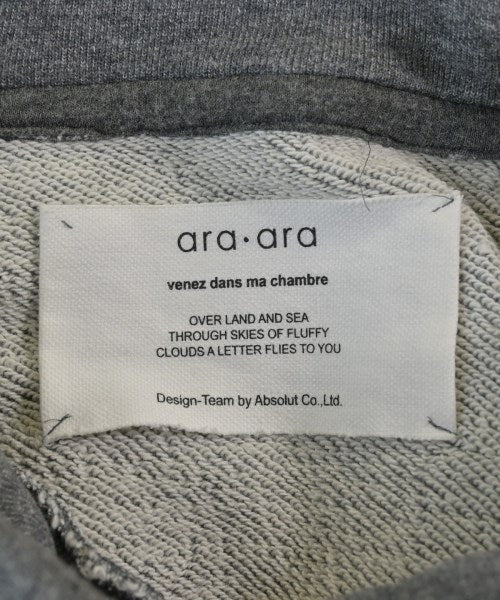 ara·ara
venez dans ma chambre
OVER LAND AND SEA
THROUGH SKIES OF FLUFFY
CLOUDS A LETTER FLIES TO YOU
Design-Team by Absolut Co.,Ltd.